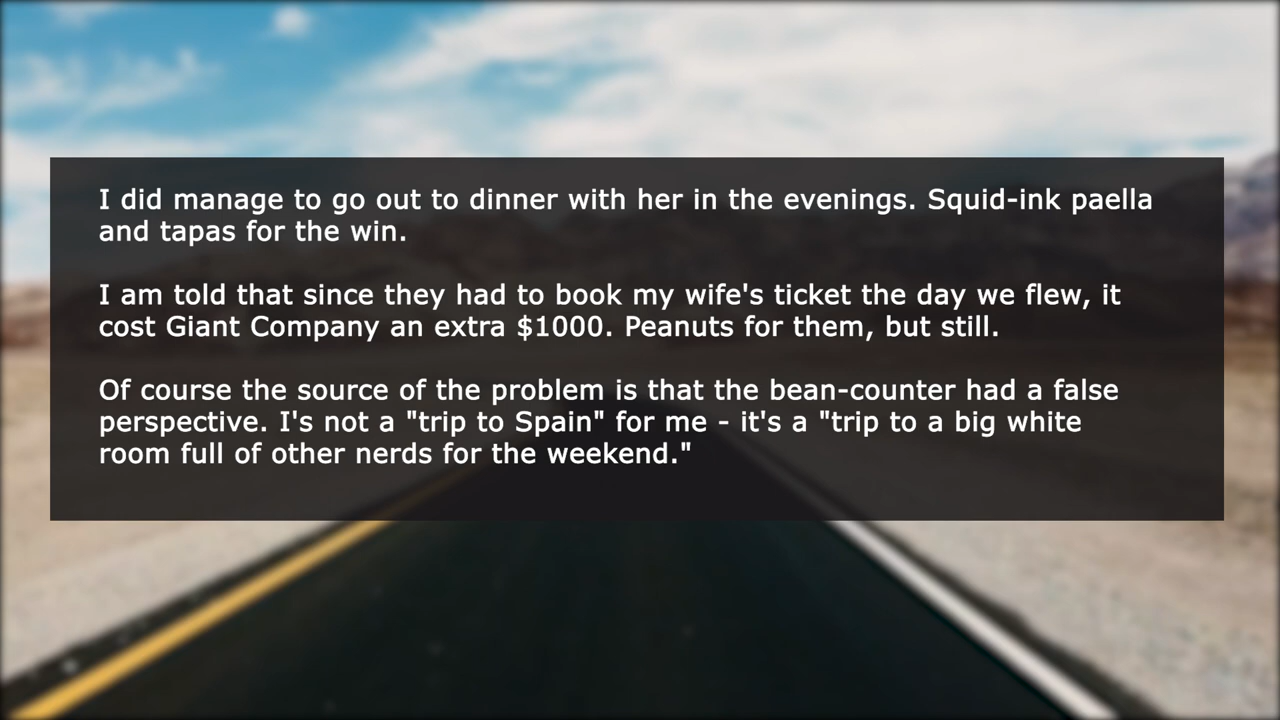 I did manage to go out to dinner with her in the evenings. Squid-ink paella
and tapas for the win.
I am told that since they had to book my wife's ticket the day we flew, it
cost Giant Company an extra $1000. Peanuts for them, but still.
Of course the source of the problem is that the bean-counter had a false
perspective. I's not a "trip to Spain" for me - it's a "trip to a big white
room full of other nerds for the weekend."